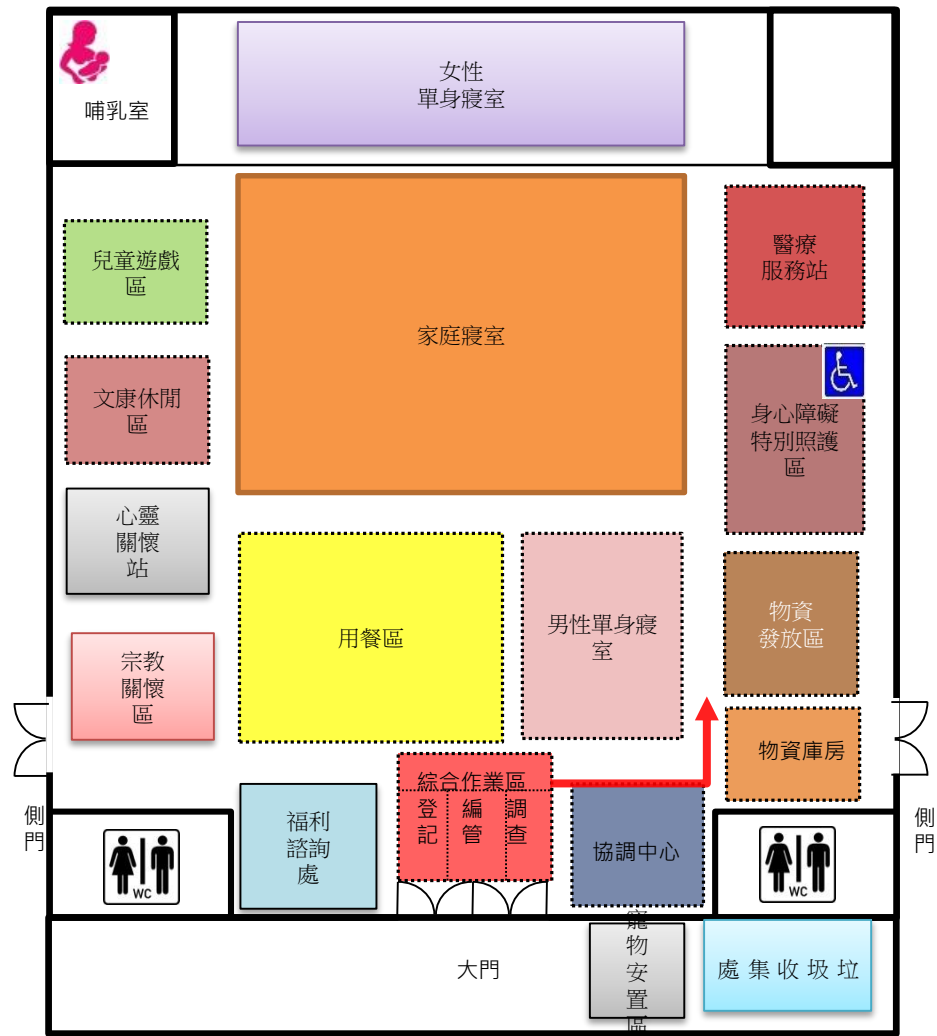 哺乳室
女性
單身寢室
兒童遊戲
區
家庭寢室
醫療
服務站
文康休閒
區
身心障礙
特別照護
區
心靈
關懷
站
用餐區
男性單身寢
室
物資
發放區
宗教
關懷
區
物資庫房
綜合作業區
登記
編管
調查
側門
福利
諮詢
處
協調中心
側門
WC
WC
大門
寵物安置區
處集收圾垃